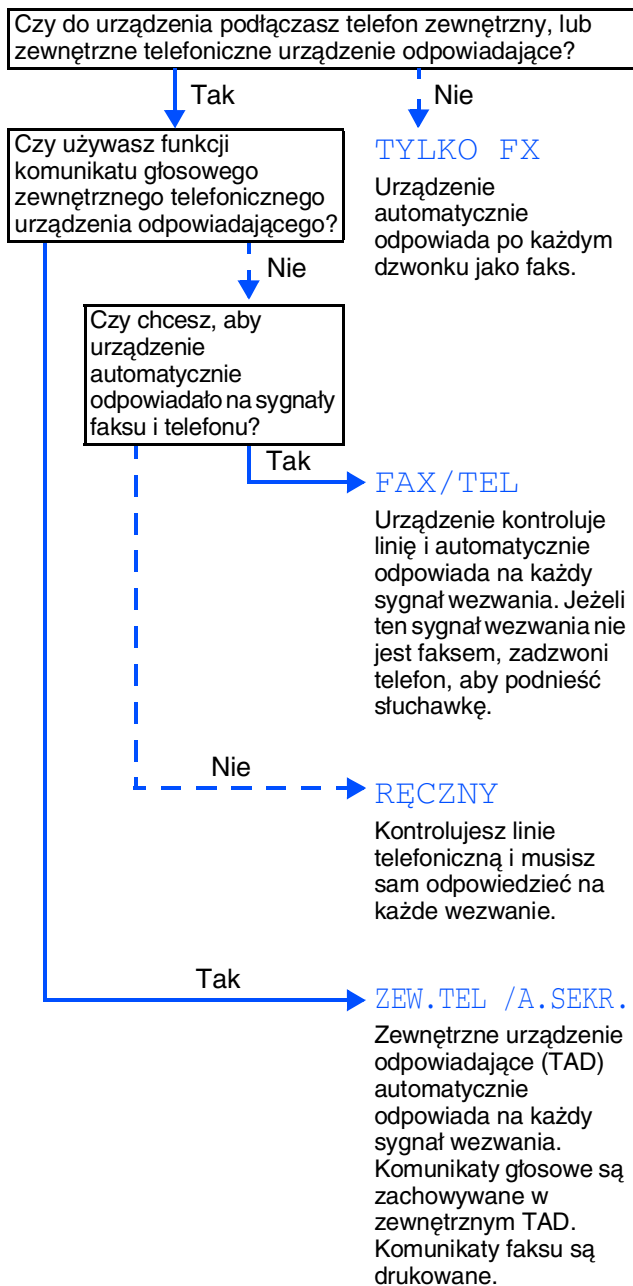 Czy do urządzenia podłączasz telefon zewnętrzny, lub
zewnętrzne telefoniczne urządzenie odpowiadające?
Tak
Nie
Czy używasz funkcji
komunikatu głosowego
zewnętrznego telefonicznego
urządzenia odpowiadającego?
TYLKO FX
Urządzenie
automatycznie
odpowiada po każdym
dzwonku jako faks.
Nie
Czy chcesz, aby
urządzenie
automatycznie
odpowiadało na sygnały
faksu i telefonu?
Tak
FAX/TEL
Urządzenie kontroluje
linię i automatycznie
odpowiada na każdy
sygnał wezwania. Jeżeli
ten sygnał wezwania nie
jest faksem, zadzwoni
telefon, aby podnieść
słuchawkę.
Nie
RĘCZNY
Kontrolujesz linie
telefoniczną i musisz
sam odpowiedzieć na
każde wezwanie.
Tak
ZEW.TEL /A.SEKR.
Zewnętrzne urządzenie
odpowiadające (TAD)
automatycznie
odpowiada na każdy
sygnał wezwania.
Komunikaty głosowe są
zachowywane w
zewnętrznym TAD.
Komunikaty faksu są
drukowane.